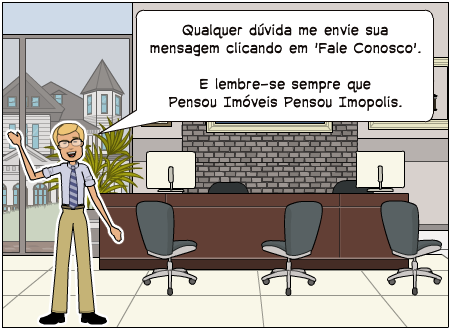 Qualquer dúvida me envie sua
mensagem clicando em 'Fale Conosco'.
E lembre-se sempre que
Pensou Imóveis Pensou Imopolis.